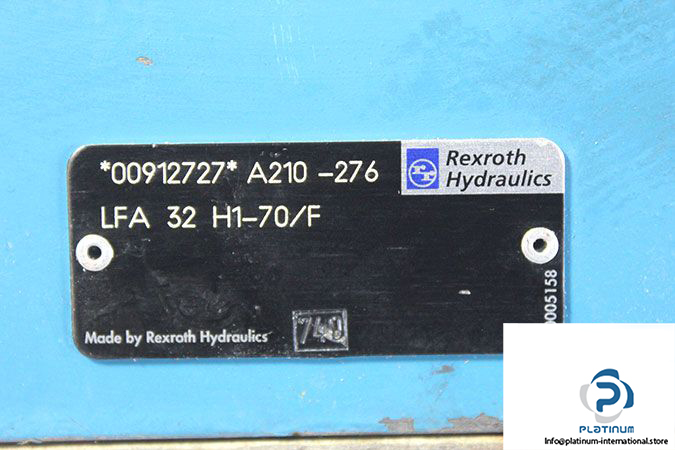 *00912727* A210 -276
Rexroth
Hydraulics
LFA 32 H1-70/F
Made by Rexroth Hydraulics
740
0005158
PLATINUM
Info@platinum-international.store